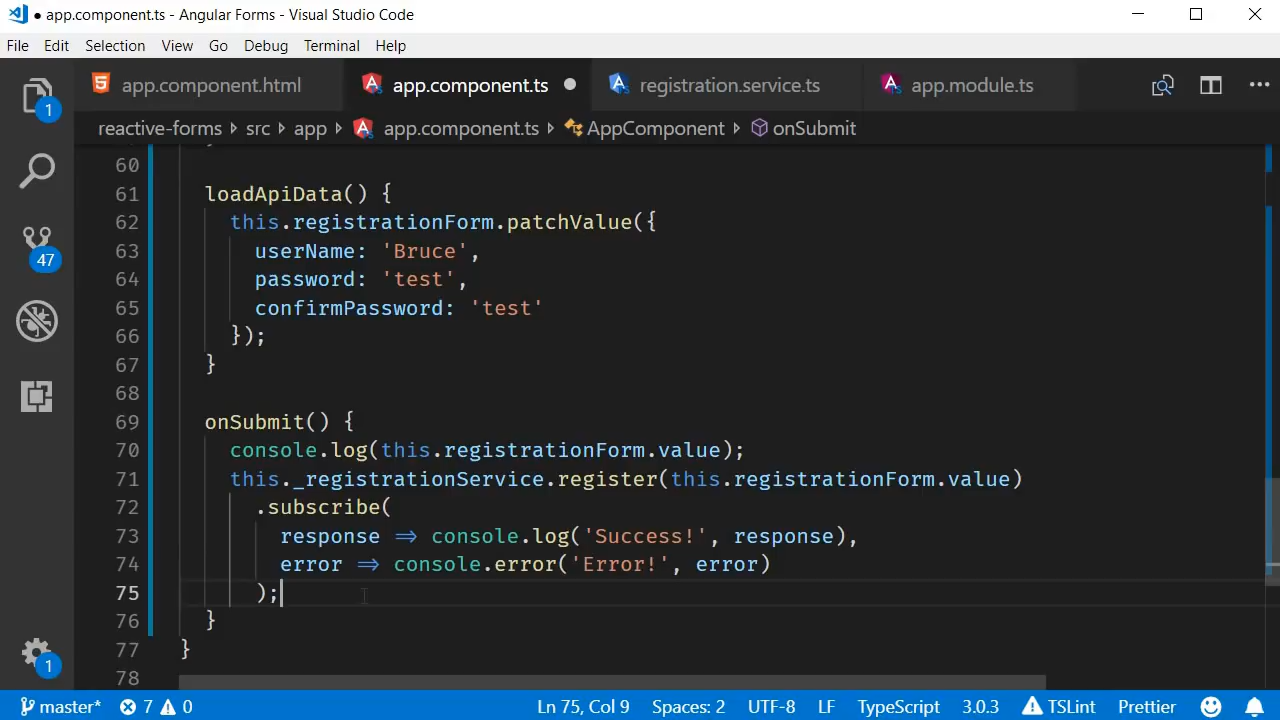 ● app.component.ts - Angular Forms - Visual Studio Code
File Edit Selection View Go Debug Terminal Help
1
47
1
app.component.html
app.component.ts ●
registration.service.ts
app.module.ts
reactive-forms › src › app › app.component.ts › AppComponent › onSubmit
60
61 loadApiData() {
62 this.registrationForm.patchValue({
63 userName: 'Bruce',
64 password: 'test',
65 confirmPassword: 'test'
66 });
67 }
68
69 onSubmit() {
70 console.log(this.registrationForm.value);
71 this._registrationService.register(this.registrationForm.value)
72 .subscribe(
73 response => console.log('Success!', response),
74 error => console.error('Error!', error)
75 );
76 }
77 }
78
master* 7 0 Ln 75, Col 9 Spaces: 2 UTF-8 LF TypeScript 3.0.3 TSLint Prettier